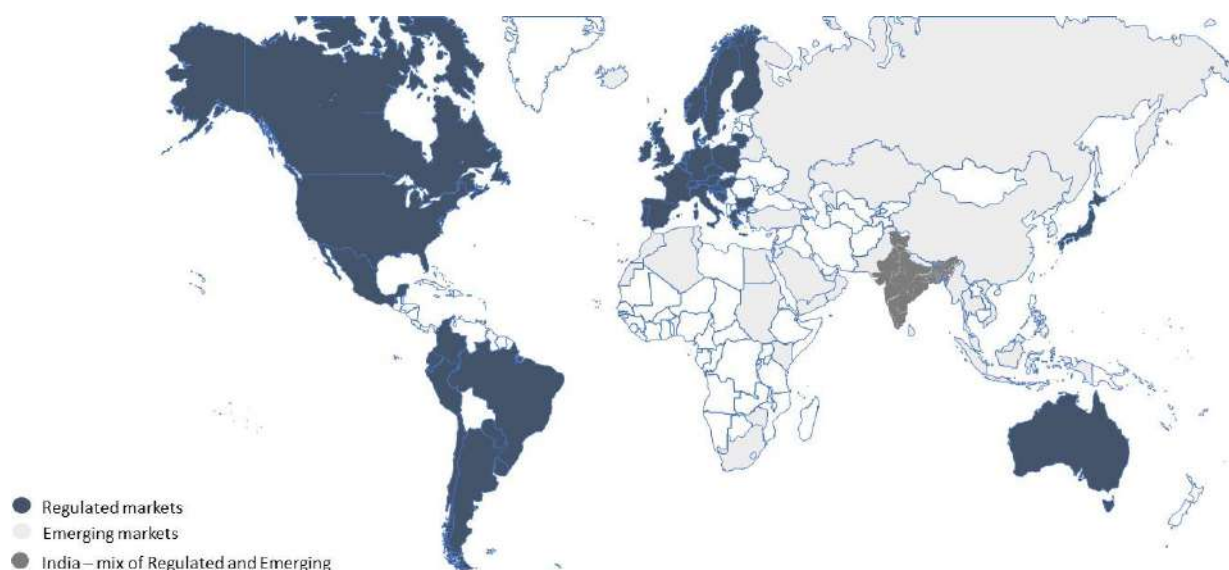 Regulated markets
Emerging markets
India – mix of Regulated and Emerging